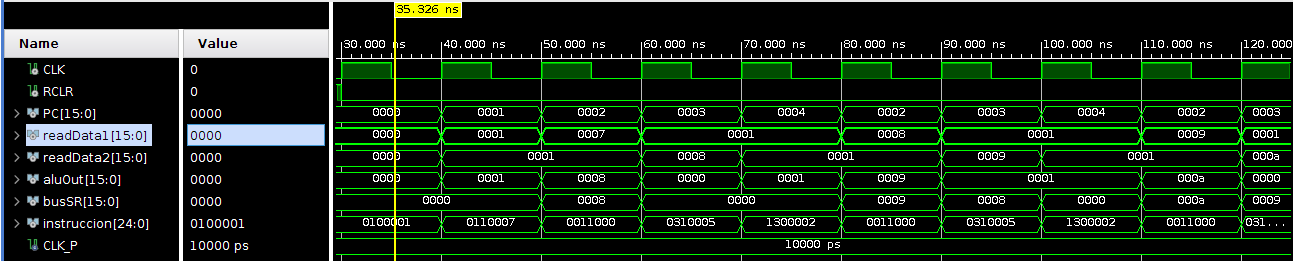 35.326 ns
Name Value 30.000 ns 40.000 ns 50.000 ns 60.000 ns 70.000 ns 80.000 ns 90.000 ns 100.000 ns 110.000 ns 120.000
CLK 0
RCLR 0
PC[15:0] 0000 0000 0001 0002 0003 0004 0002 0003 0004 0002 0003
readData1[15:0] 0000 0000 0001 0007 0001 0008 0001 0009 0001
readData2[15:0] 0000 0000 0001 0008 0001 0009 0001 000a
aluOut[15:0] 0000 0000 0001 0008 0000 0001 0009 0001 000a 0000
busSR[15:0] 0000 0000 0008 0000 0009 0008 0000 000a 0009
instruccion[24:0] 0100001 0100001 0110007 0011000 0310005 1300002 0011000 0310005 1300002 0011000 031...
CLK_P 10000 ps 10000 ps